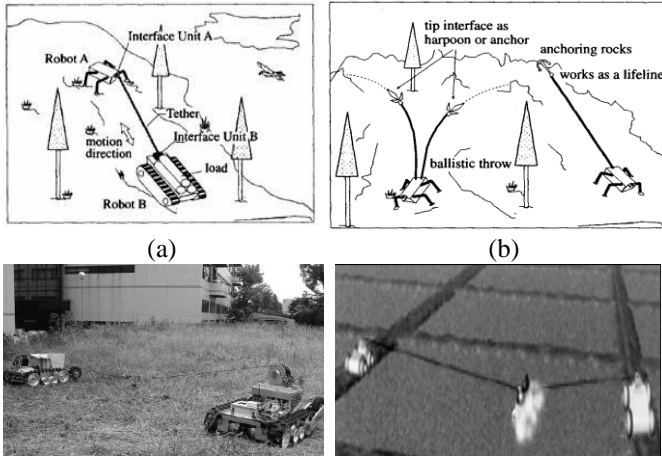 Robot A
Interface Unit A
Tether
Interface Unit B
motion
direction
load
Robot B
tip interface as
harpoon or anchor
anchoring rocks
works as a lifeline
ballistic throw
(a)
(b)